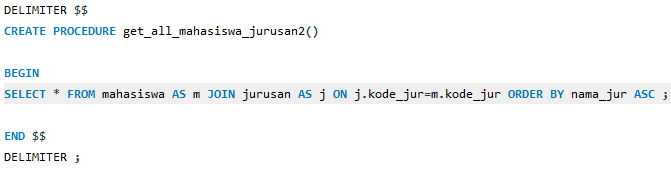 DELIMITER $$
CREATE PROCEDURE get_all_mahasiswa_jurusan2()
BEGIN
SELECT * FROM mahasiswa AS m JOIN jurusan AS j ON j.kode_jur=m.kode_jur ORDER BY nama_jur ASC ;
END $$
DELIMITER ;